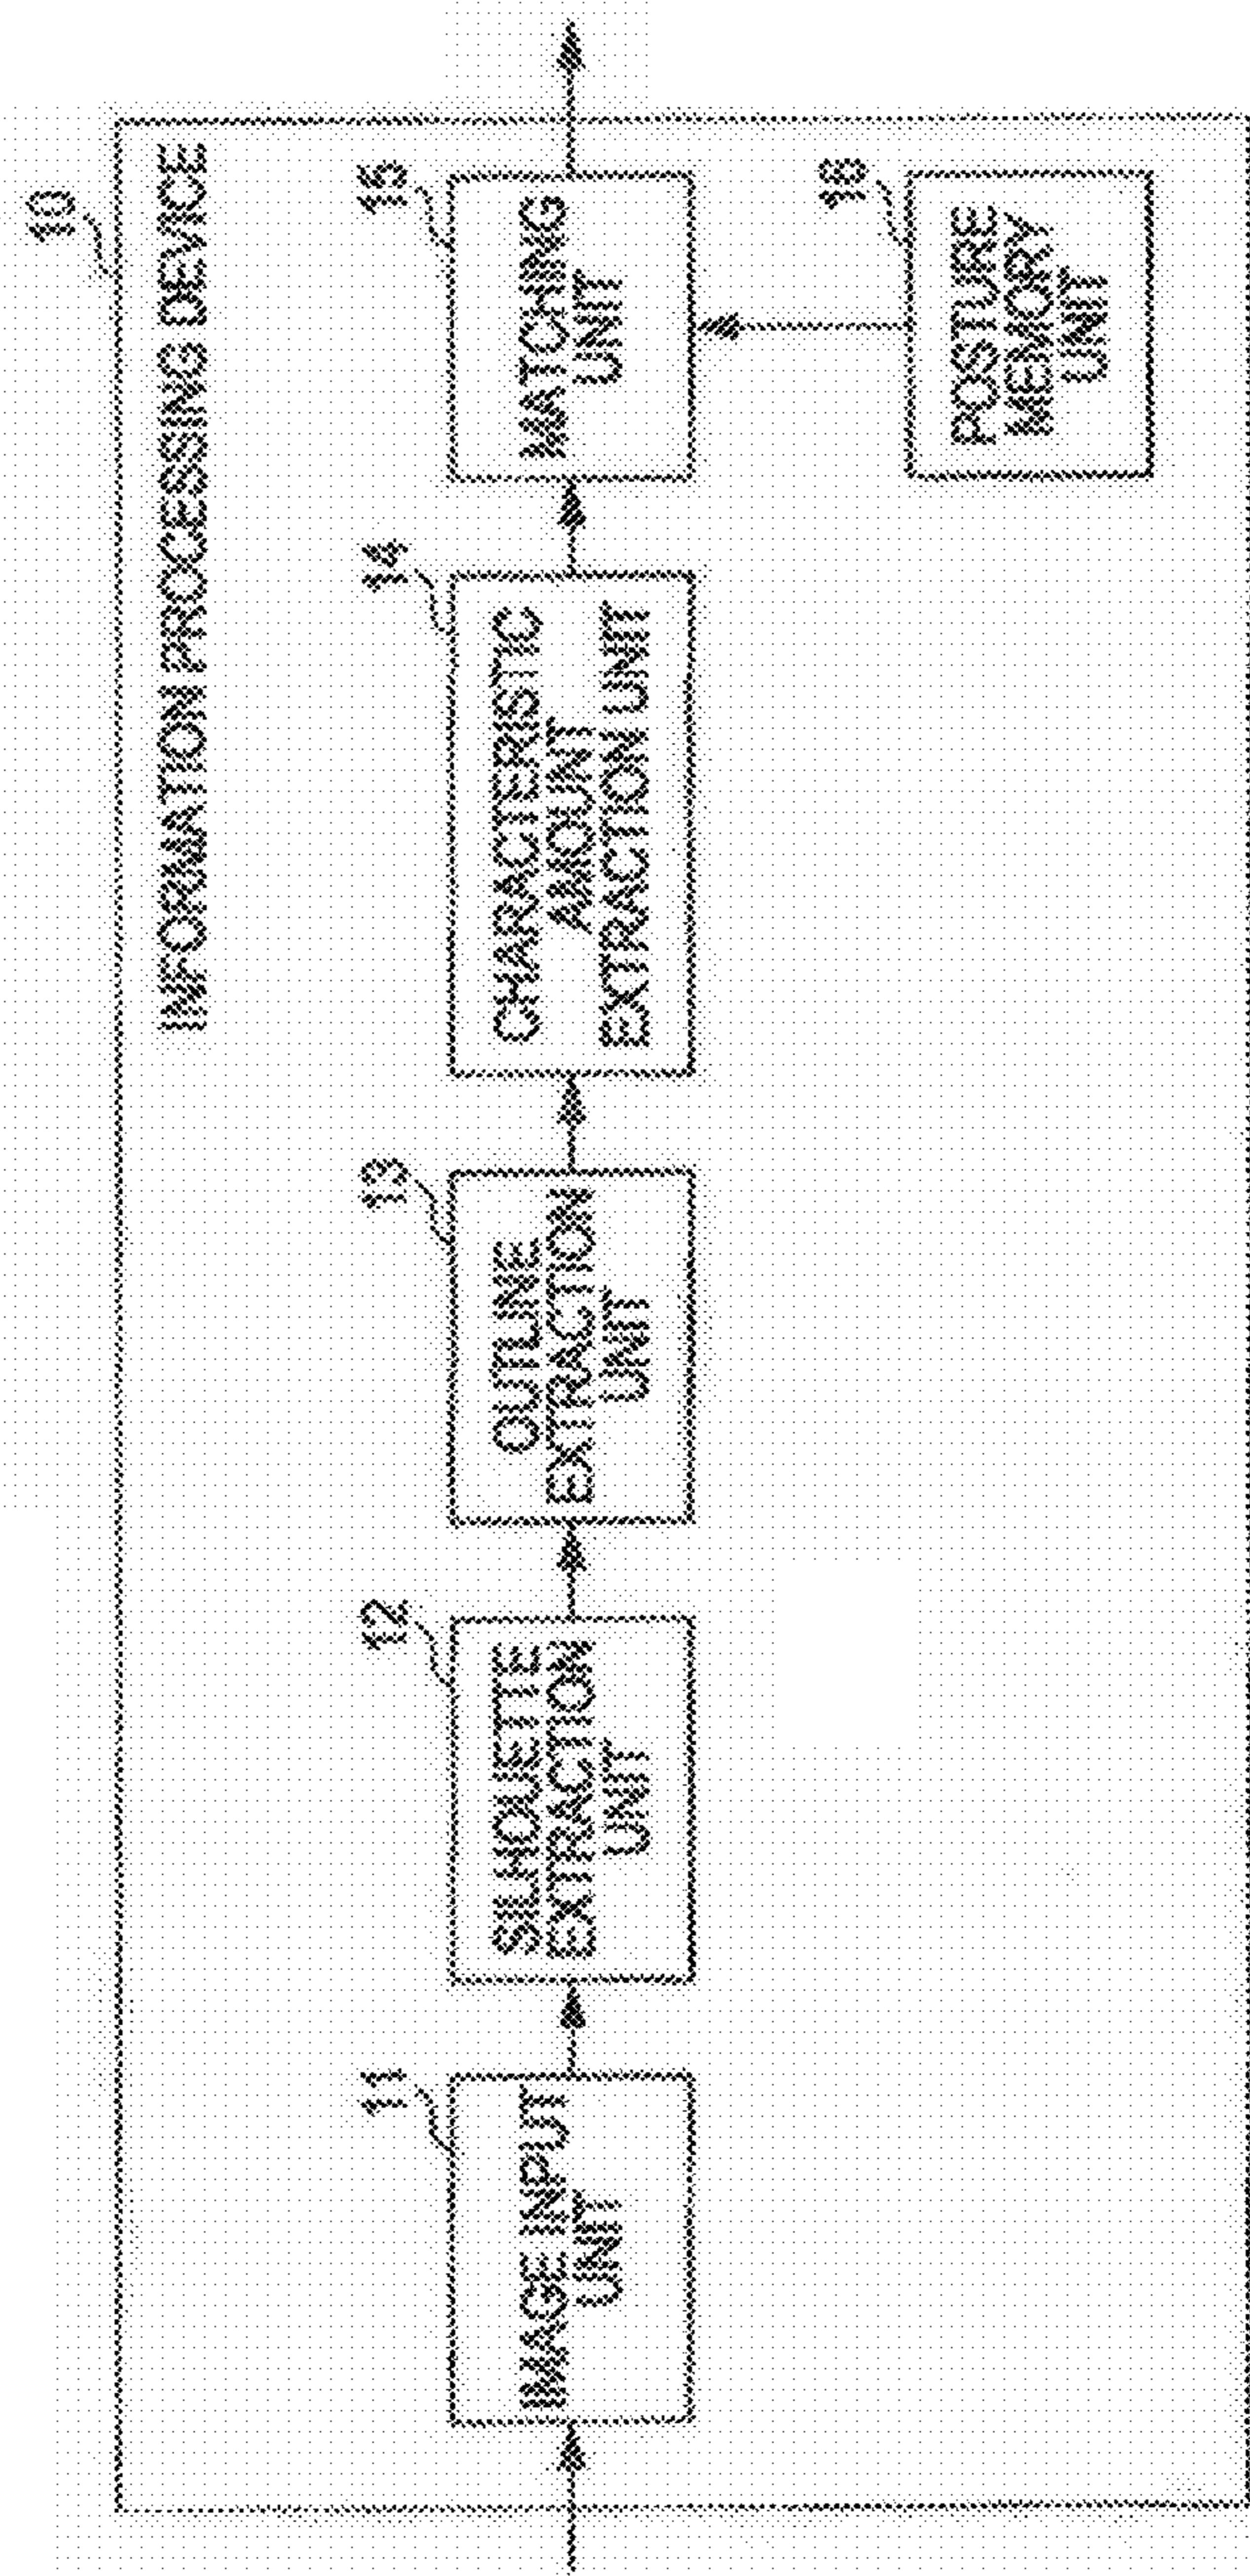 10
INFORMATION PROCESSING DEVICE
11
IMAGE INPUT
UNIT
12
SILHOUETTE
EXTRACTION
UNIT
13
OUTLINE
EXTRACTION
UNIT
14
CHARACTERISTIC
AMOUNT
EXTRACTION UNIT
15
MATCHING
UNIT
16
POSTURE
MEMORY
UNIT